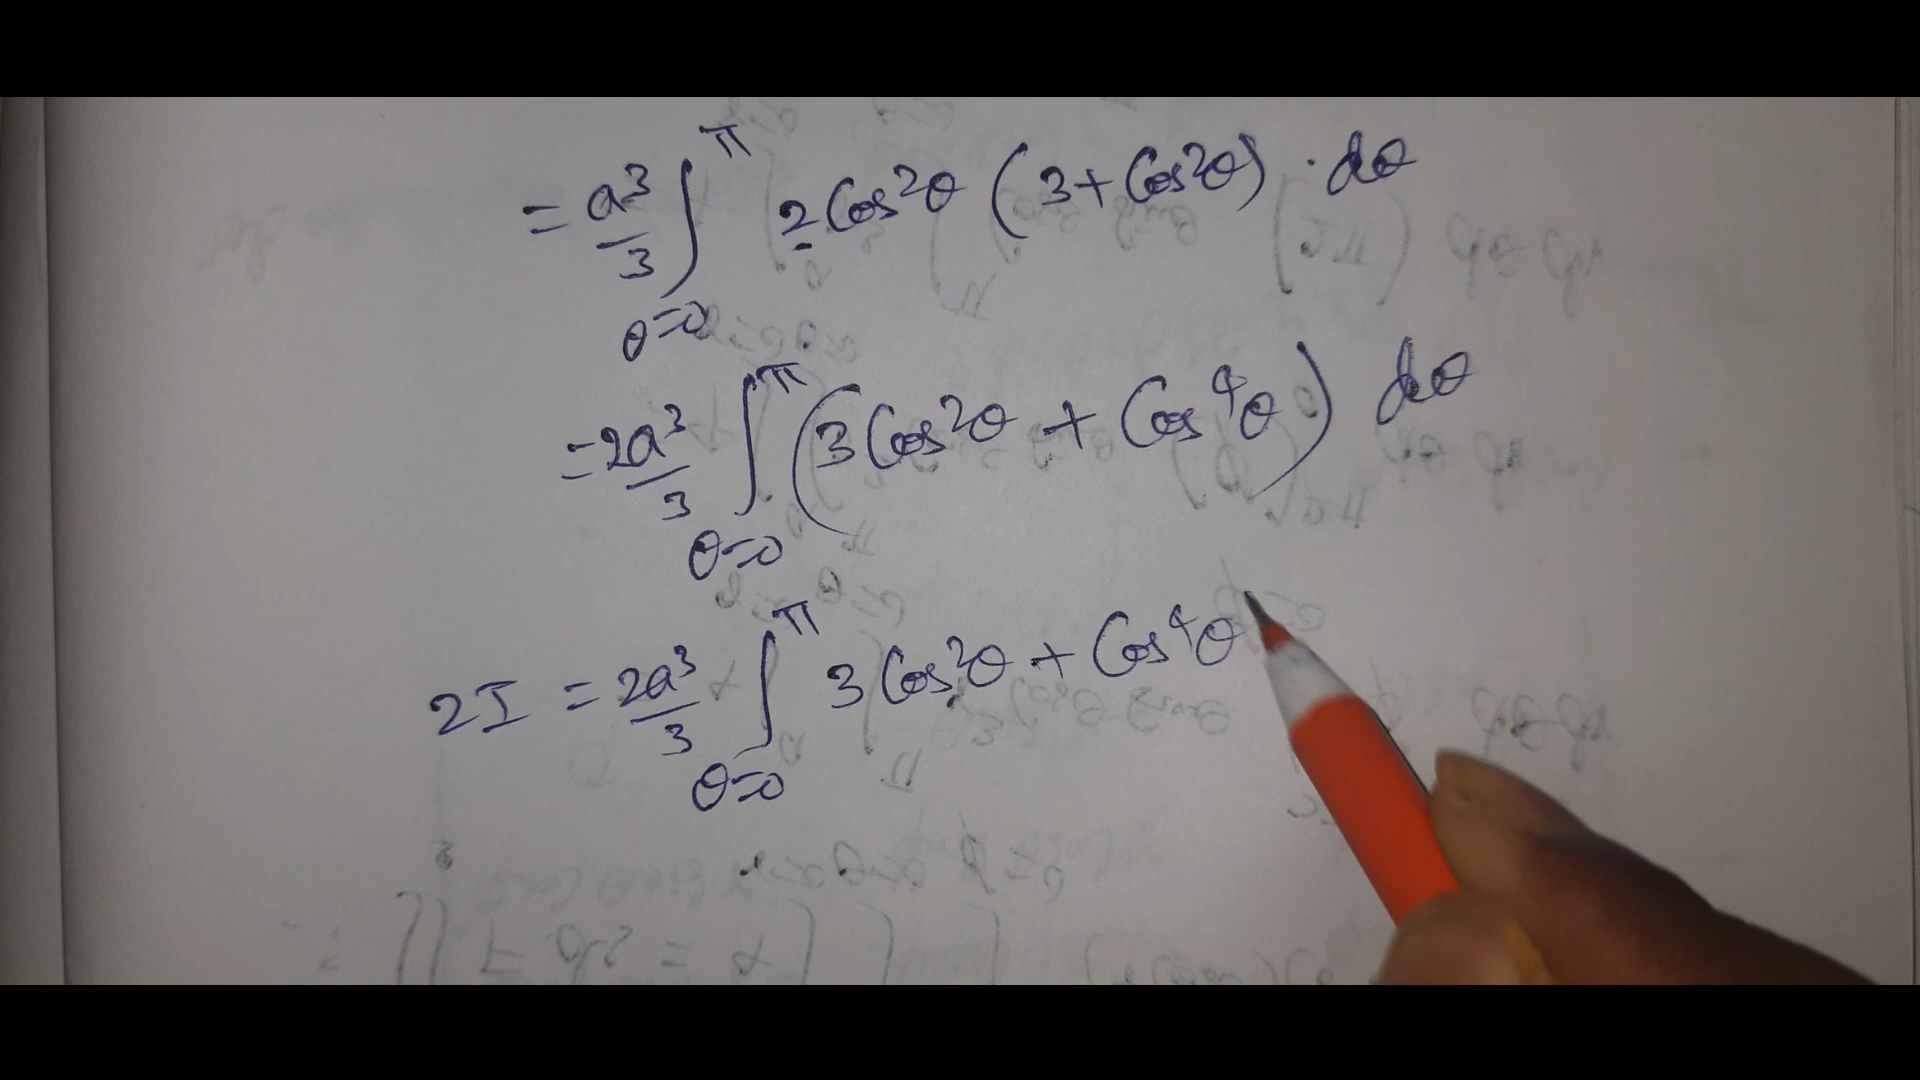 = a³/3 ∫_{θ=0}^{π} 2 Cos²θ (3 + Cos²θ) · dθ
= 2a³/3 ∫_{θ=0}^{π} (3 Cos²θ + Cos⁴θ) dθ
2I = 2a³/3 ∫_{θ=0}^{π} 3 Cos²θ + Cos⁴θ